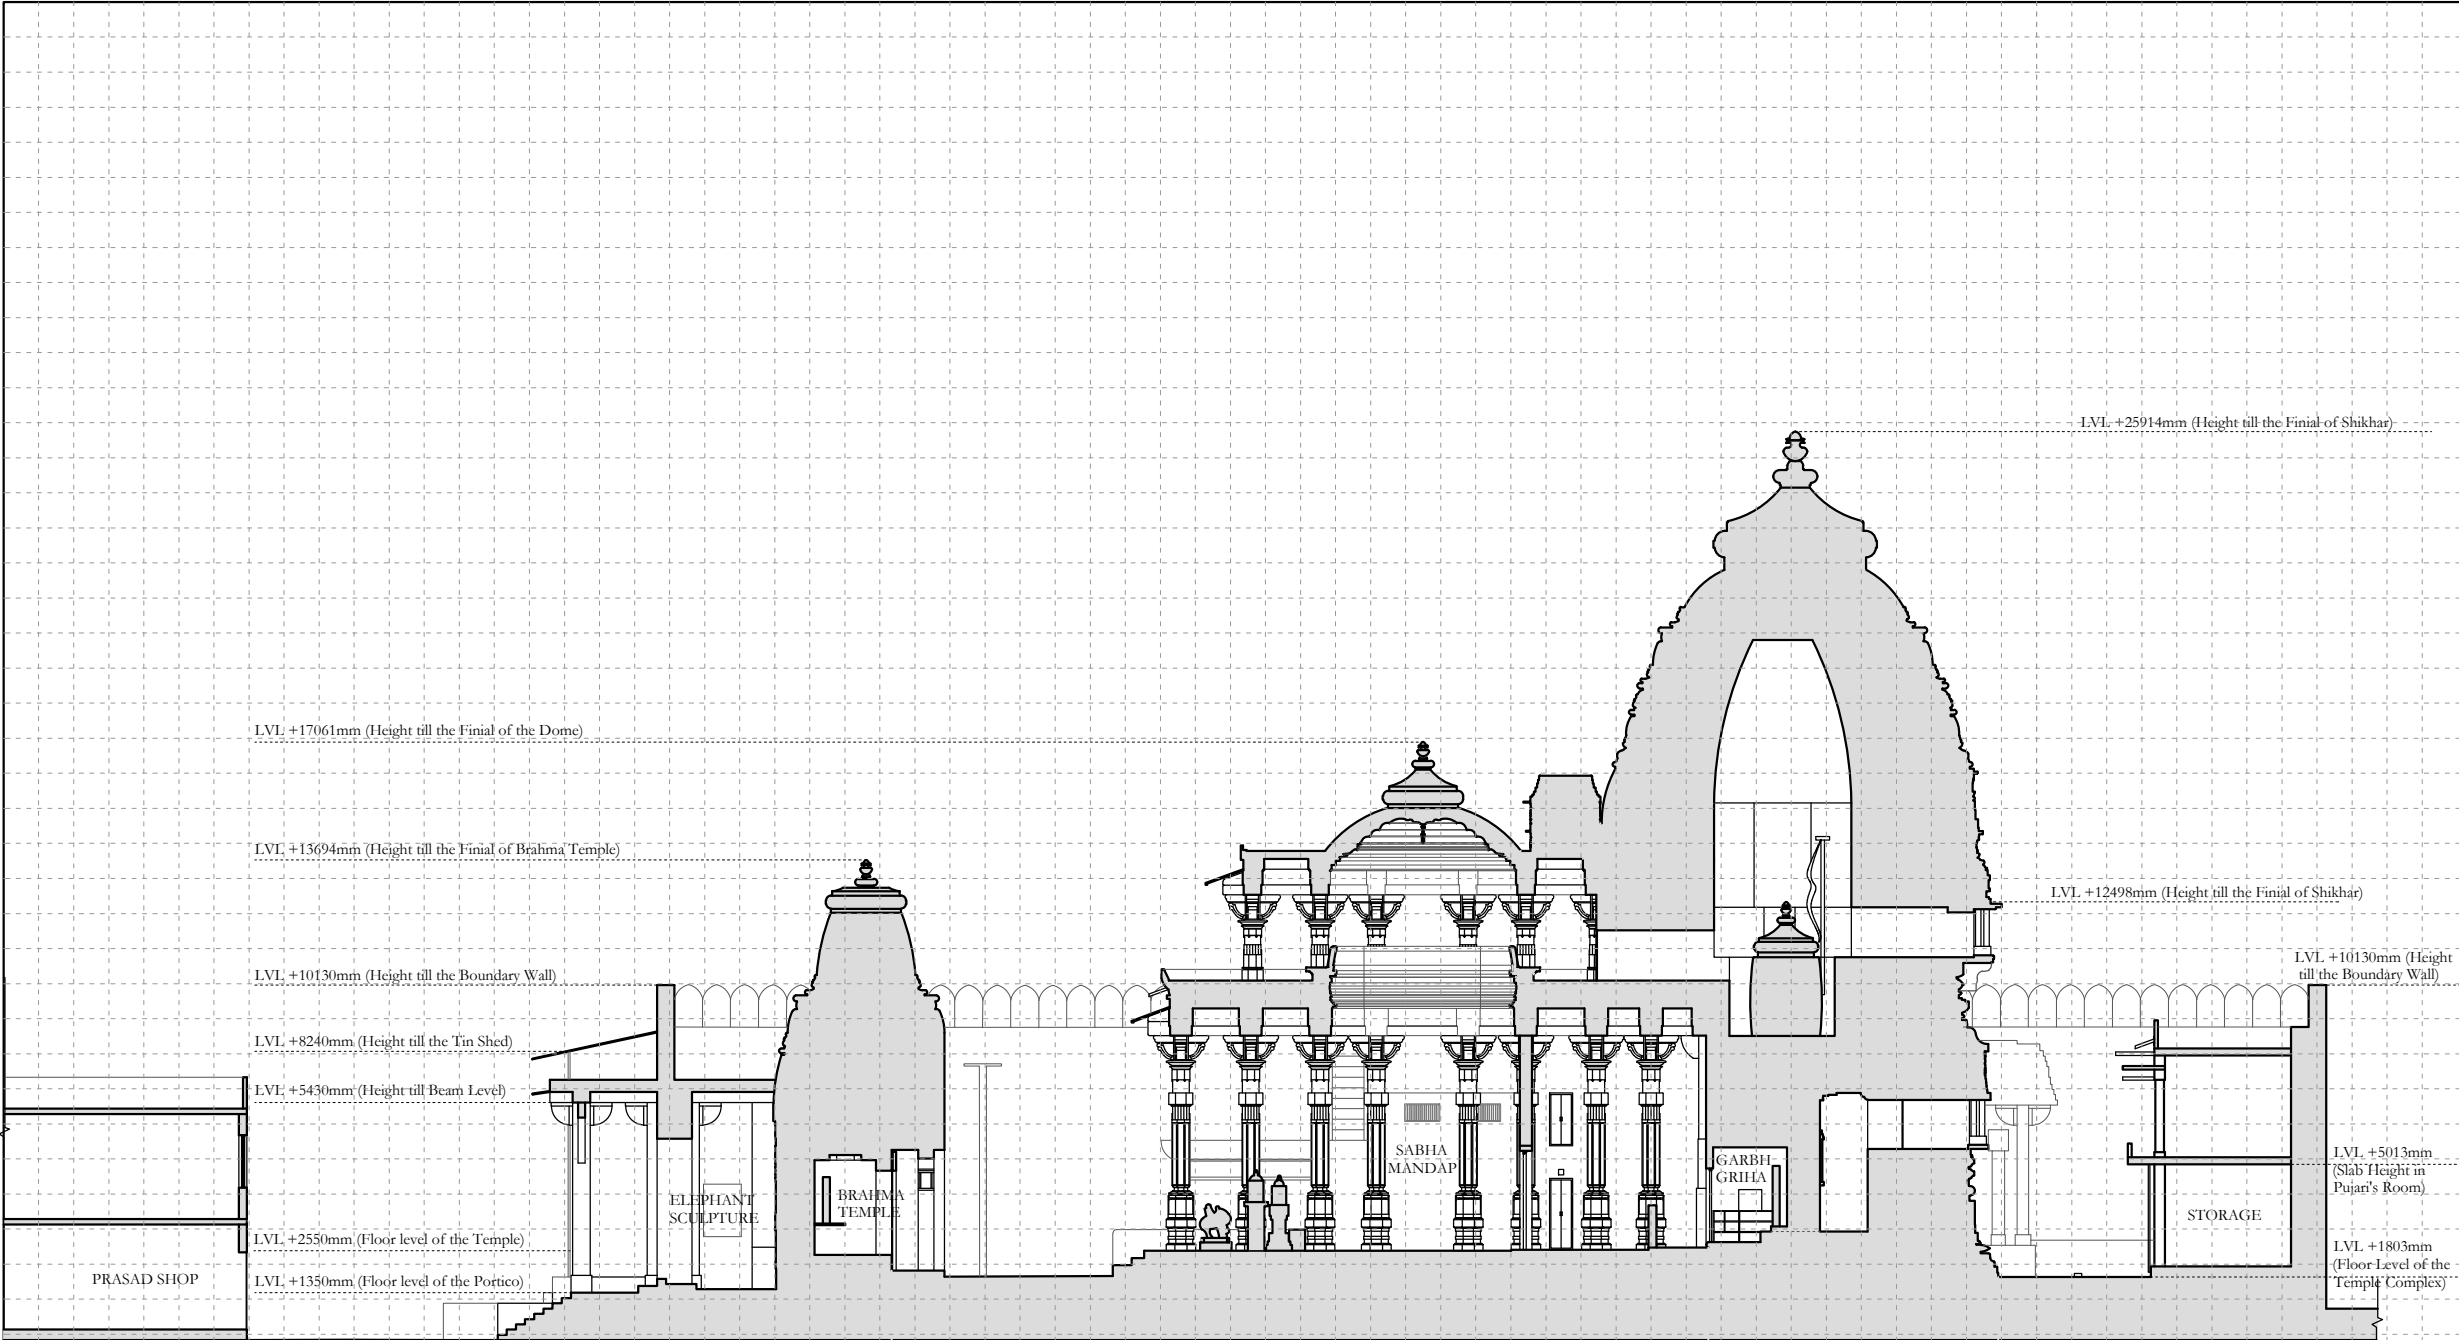 LVL +25914mm (Height till the Finial of Shikhar)
LVL +17061mm (Height till the Finial of the Dome)
LVL +13694mm (Height till the Finial of Brahma Temple)
LVL +12498mm (Height till the Finial of Shikhar)
LVL +10130mm (Height till the Boundary Wall)
LVL +10130mm (Height
till the Boundary Wall)
LVL +8240mm (Height till the Tin Shed)
LVL +5430mm (Height till Beam Level)
SABHA
MANDAP
GARBH
GRIHA
LVL +5013mm
(Slab Height in
Pujari's Room)
ELEPHANT
SCULPTURE
BRAHMA
TEMPLE
STORAGE
LVL +2550mm (Floor level of the Temple)
LVL +1803mm
(Floor Level of the
Temple Complex)
PRASAD SHOP
LVL +1350mm (Floor level of the Portico)